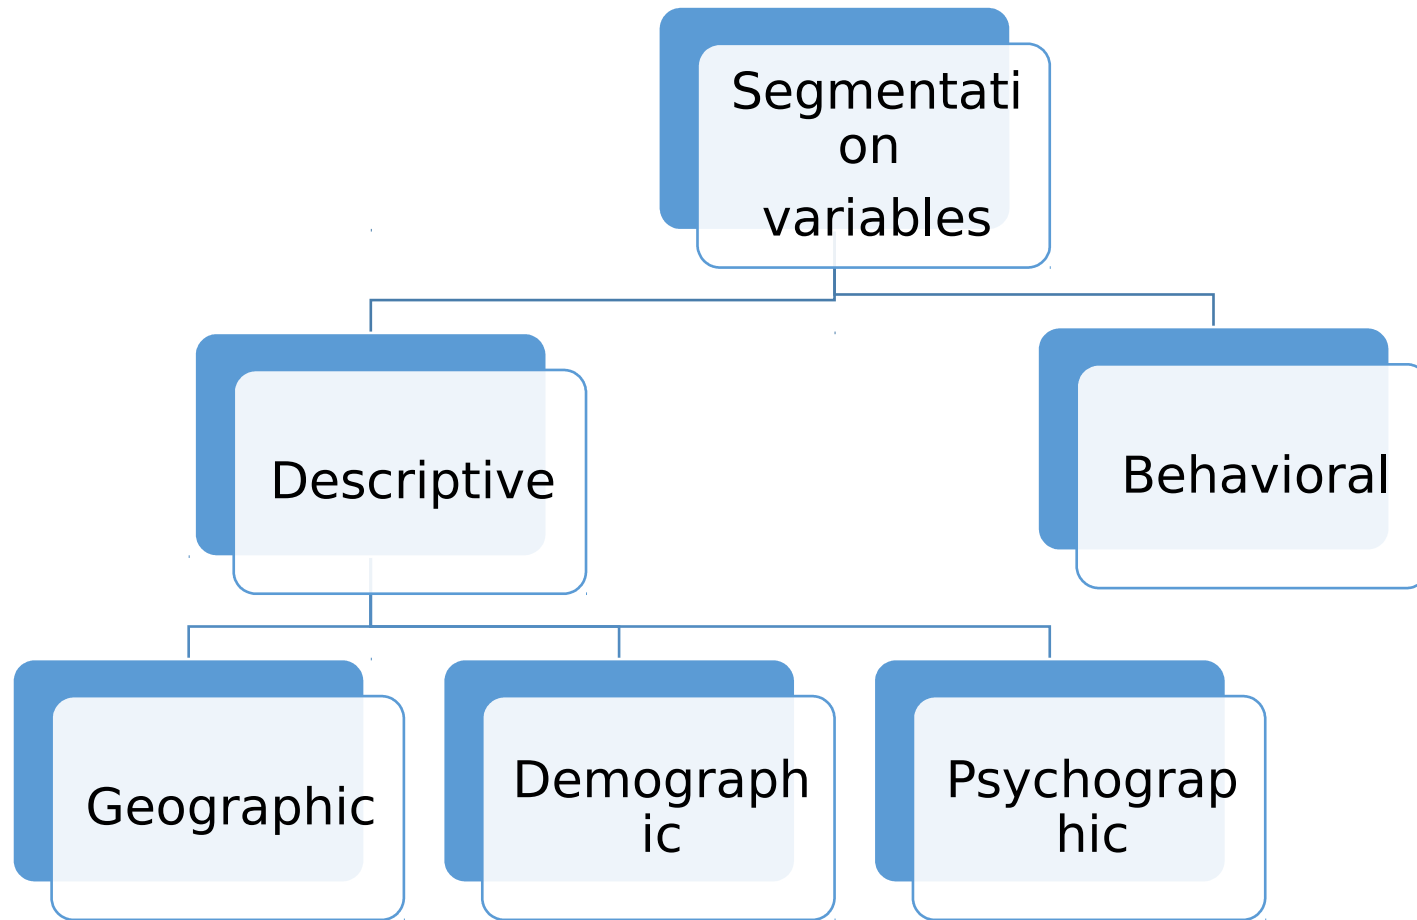 Segmentati
on
variables
Descriptive
Behavioral
Geographic
Demograph
ic
Psychograp
hic